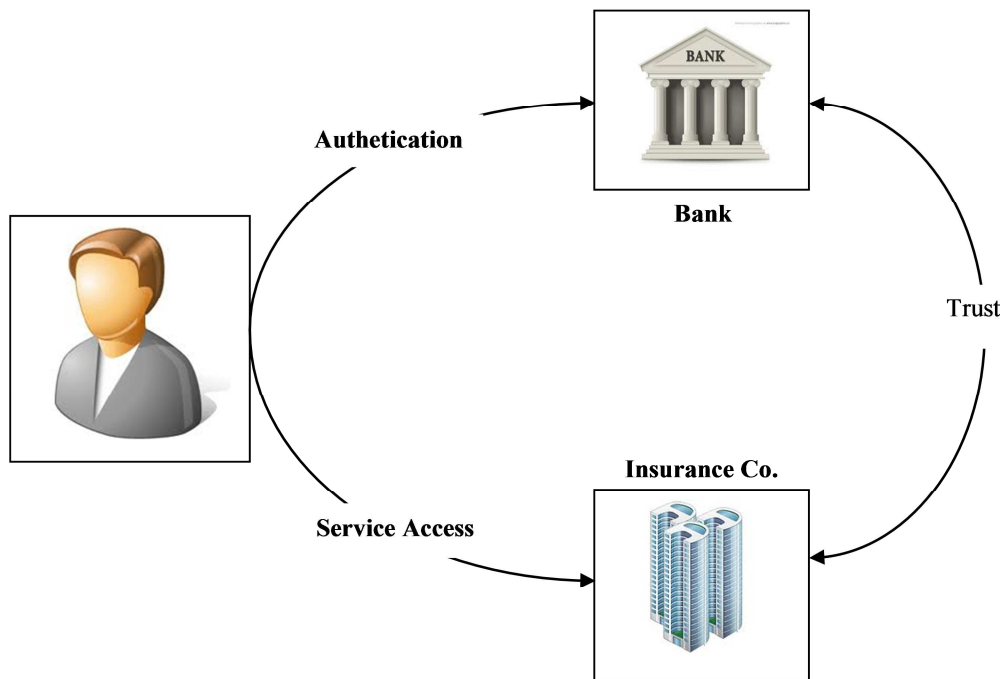 BANK
Authetication
Bank
Trust
Insurance Co.
Service Access